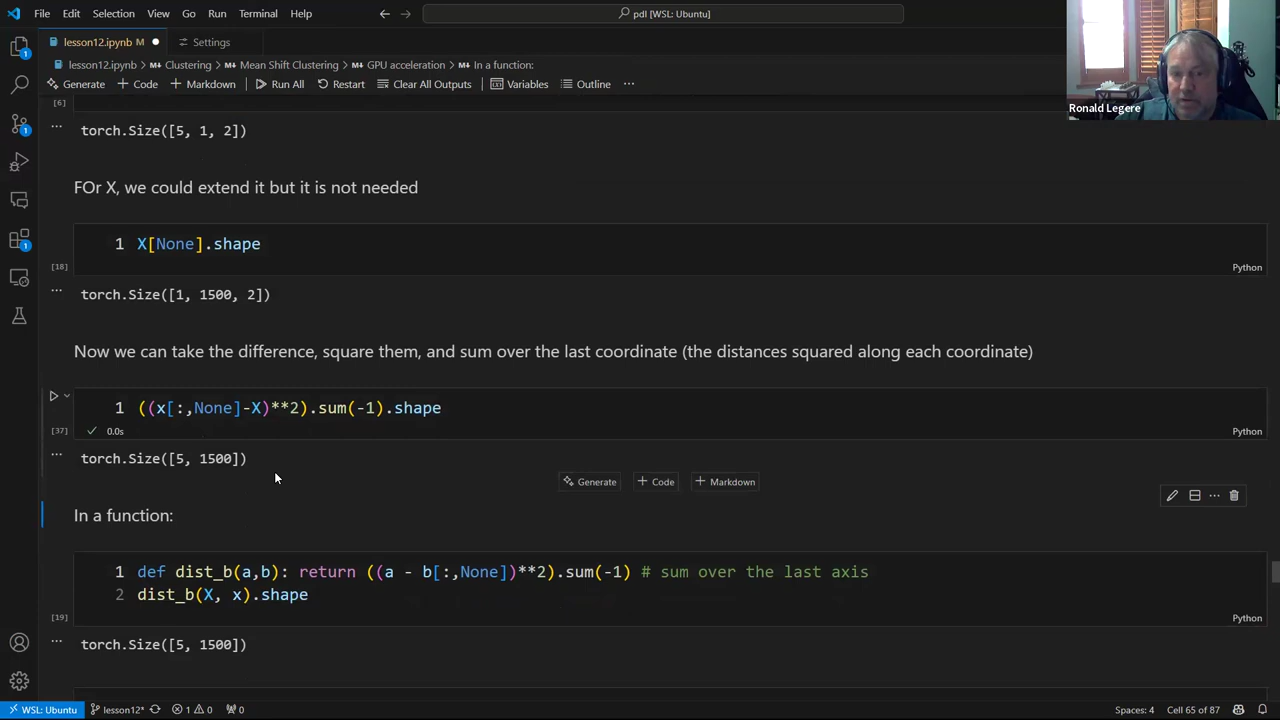 File Edit Selection View Go Run Terminal Help
pdl [WSL: Ubuntu]
lesson12.ipynb M
Settings
lesson12.ipynb > Clustering > Mean Shift Clustering > GPU acceleration > In a function:
Generate + Code + Markdown Run All Restart Clear All Outputs Variables Outline ...
Ronald Legere
[6]
... torch.Size([5, 1, 2])
FOr X, we could extend it but it is not needed
1 X[None].shape
[18] Python
... torch.Size([1, 1500, 2])
Now we can take the difference, square them, and sum over the last coordinate (the distances squared along each coordinate)
1 ((x[:,None]-X)**2).sum(-1).shape
[37] 0.0s Python
... torch.Size([5, 1500])
Generate + Code + Markdown
In a function:
1 def dist_b(a,b): return ((a - b[:,None])**2).sum(-1) # sum over the last axis
2 dist_b(X, x).shape
[19] Python
... torch.Size([5, 1500])
WSL: Ubuntu lesson12* 1 0 0 Spaces: 4 Cell 65 of 87